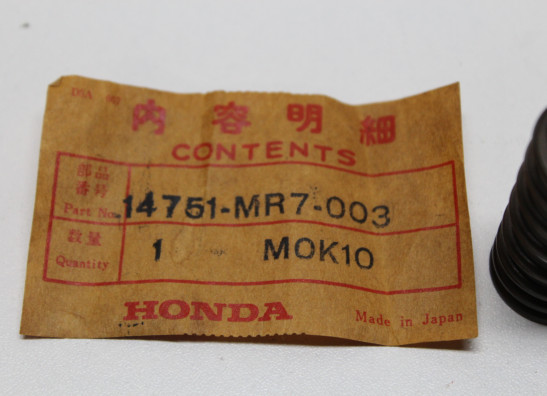 内容明細
CONTENTS
部品
番号
Part No. 14751-MR7-003
数量
Quantity 1 MOK10
HONDA
Made in Japan